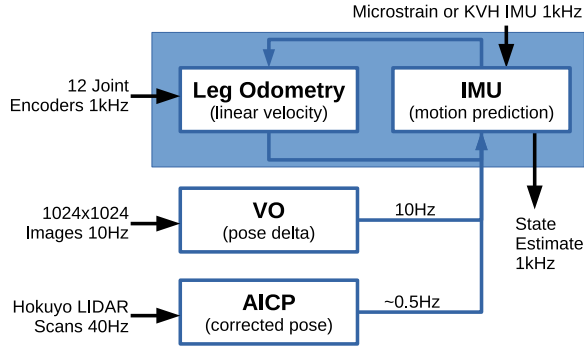 Microstrain or KVH IMU 1kHz
12 Joint
Encoders 1kHz
Leg Odometry
(linear velocity)
IMU
(motion prediction)
1024x1024
Images 10Hz
VO
(pose delta)
10Hz
State
Estimate
1kHz
Hokuyo LIDAR
Scans 40Hz
AICP
(corrected pose)
~0.5Hz